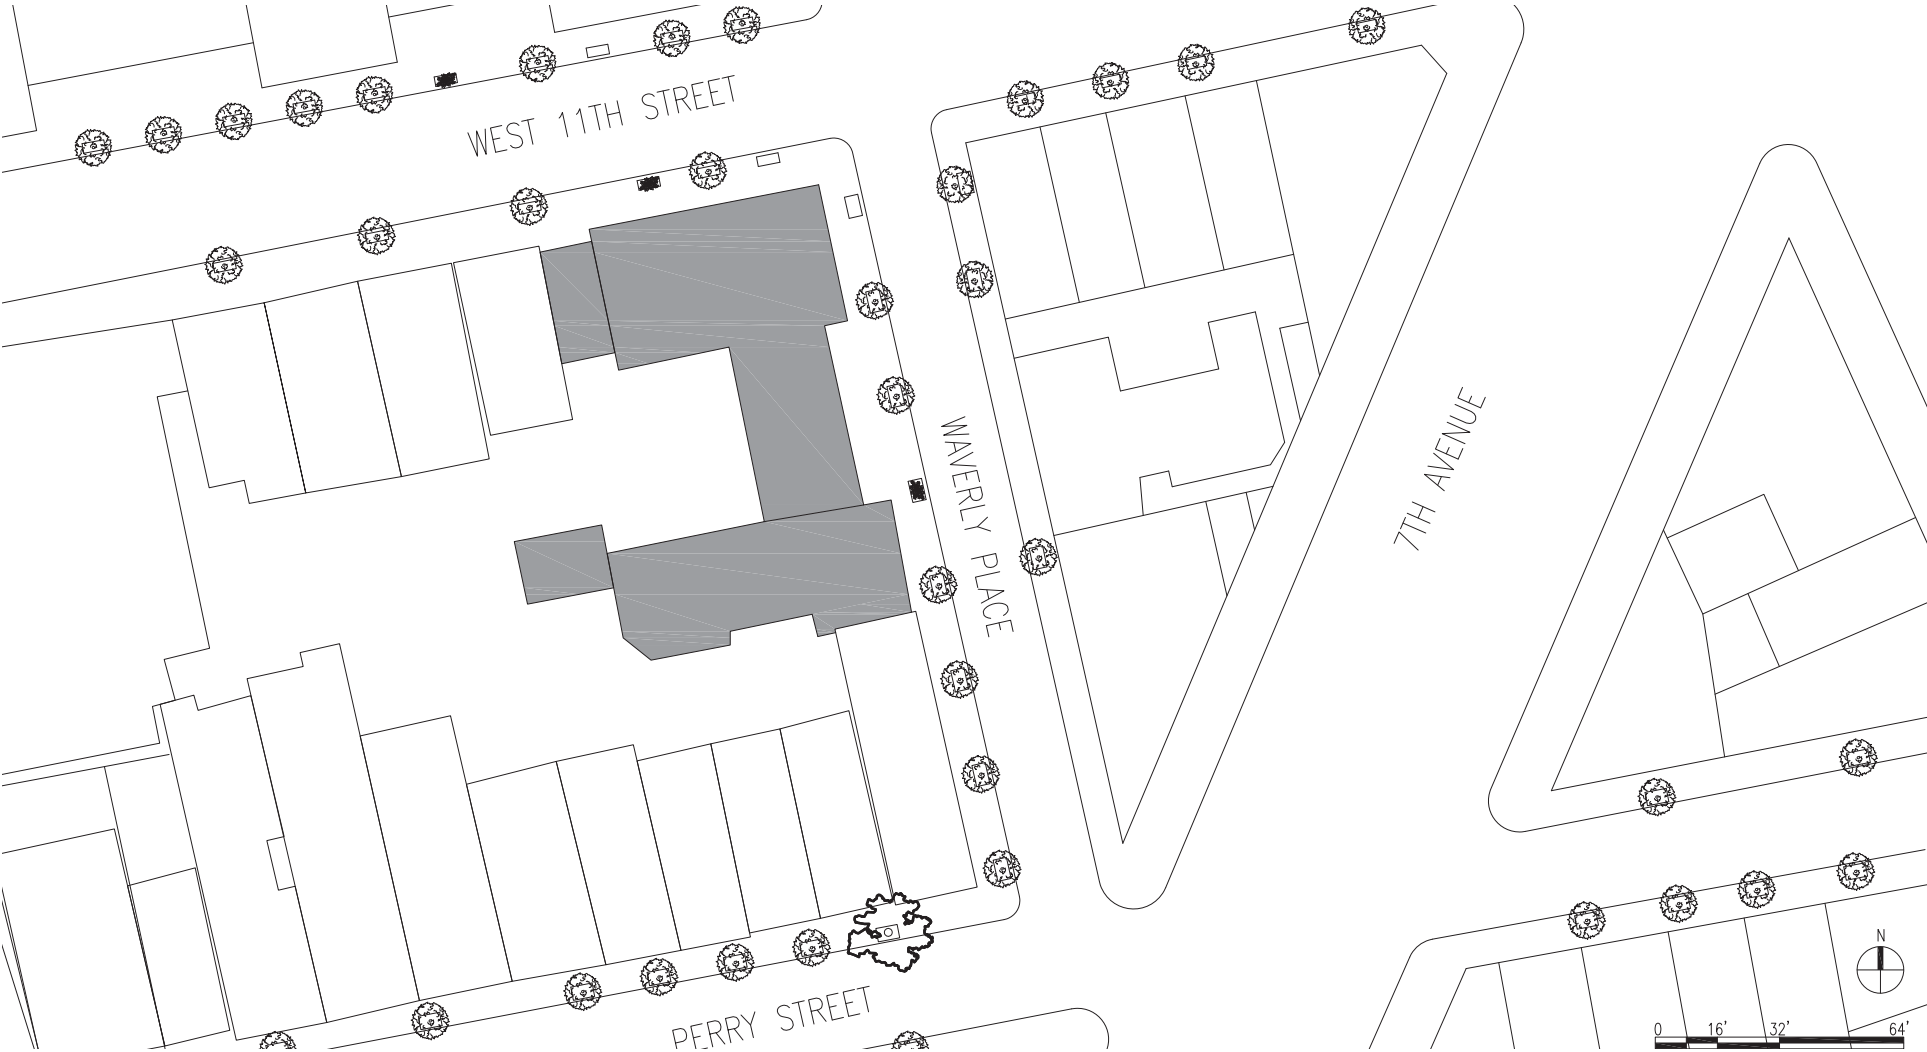 WEST 11TH STREET
WAVERLY PLACE
7TH AVENUE
PERRY STREET
N
0 16' 32' 64'